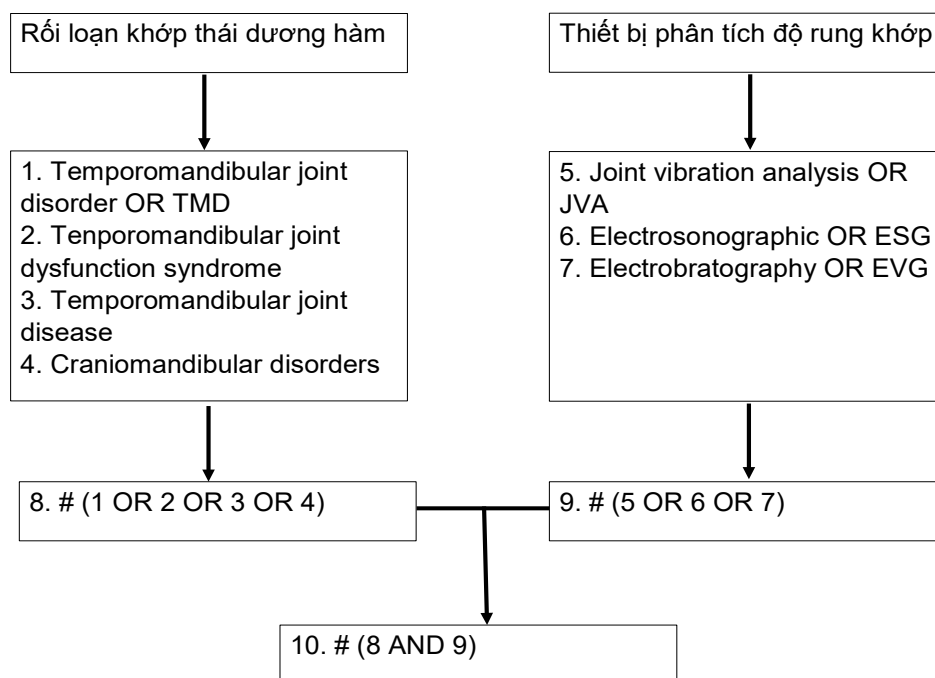 Rối loạn khớp thái dương hàm
Thiết bị phân tích độ rung khớp
1. Temporomandibular joint
disorder OR TMD
2. Tenporomandibular joint
dysfunction syndrome
3. Temporomandibular joint
disease
4. Craniomandibular disorders
5. Joint vibration analysis OR
JVA
6. Electrosonographic OR ESG
7. Electrobratography OR EVG
8. # (1 OR 2 OR 3 OR 4)
9. # (5 OR 6 OR 7)
10. # (8 AND 9)